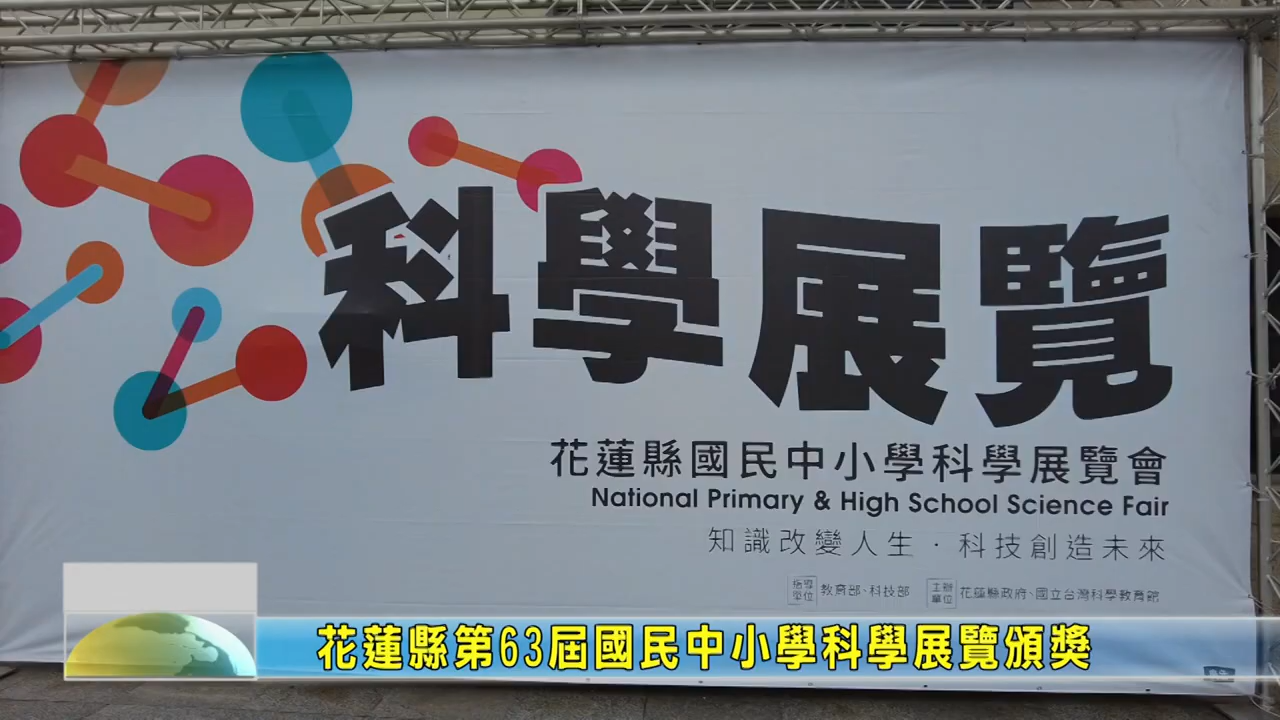 科學展覽
花蓮縣國民中小學科學展覽會
National Primary & High School Science Fair
知識改變人生．科技創造未來
指導單位 教育部、科技部 主辦單位 花蓮縣政府、國立台灣科學教育館
花蓮縣第63屆國民中小學科學展覽頒獎